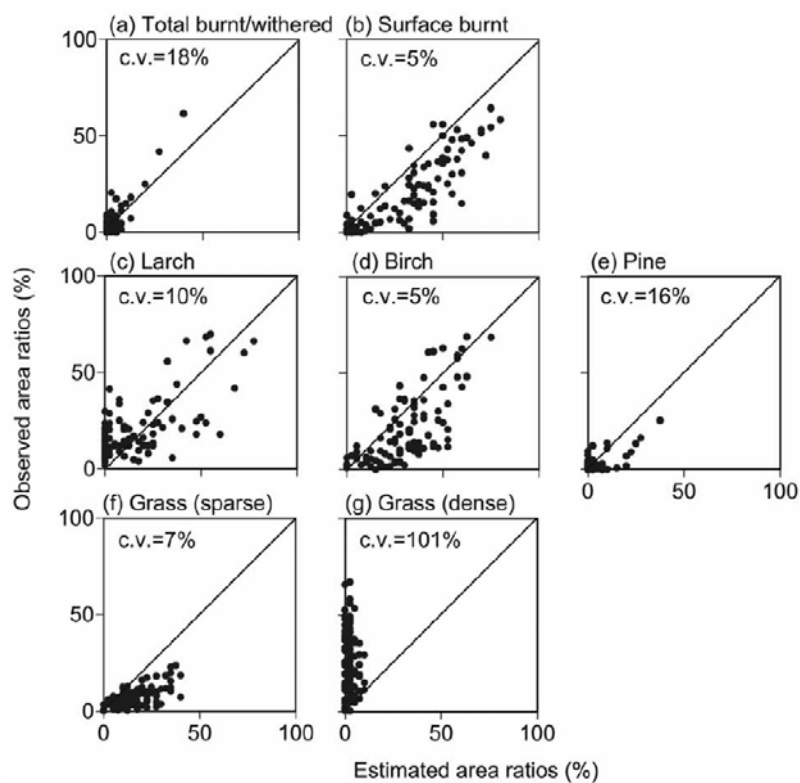 (a) Total burnt/withered
(b) Surface burnt
100
c.v.=18%
c.v.=5%
50
0
(c) Larch
(d) Birch
(e) Pine
100
c.v.=10%
c.v.=5%
c.v.=16%
50
0
0
50
100
(f) Grass (sparse)
(g) Grass (dense)
100
c.v.=7%
c.v.=101%
50
0
0
50
100
0
50
100
Observed area ratios (%)
Estimated area ratios (%)